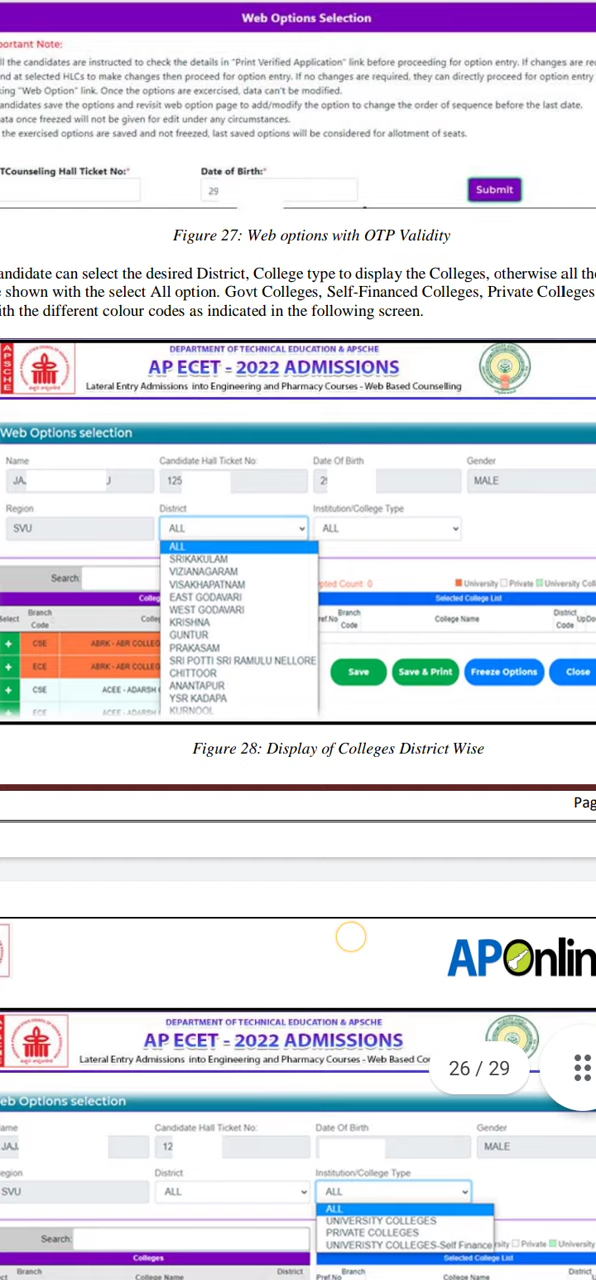 Web Options Selection
portant Note:
ll the candidates are instructed to check the details in "Print Verified Application" link before proceeding for option entry. If changes are re
nd at selected HLCs to make changes then proceed for option entry. If no changes are required, they can directly proceed for option entry
king "Web Option" link. Once the options are excercised, data can't be modified.
andidates save the options and revisit web option page to add/modify the option to change the order of sequence before the last date.
ata once freezed will not be given for edit under any circumstances.
the exercised options are saved and not freezed, last saved options will be considered for allotment of seats.
TCounseling Hall Ticket No:* Date of Birth:*
29 Submit
Figure 27: Web options with OTP Validity
andidate can select the desired District, College type to display the Colleges, otherwise all the
e shown with the select All option. Govt Colleges, Self-Financed Colleges, Private Colleges
ith the different colour codes as indicated in the following screen.
APSCHE
DEPARTMENT OF TECHNICAL EDUCATION & APSCHE
AP ECET - 2022 ADMISSIONS
Lateral Entry Admissions into Engineering and Pharmacy Courses - Web Based Counselling
Web Options selection
Name Candidate Hall Ticket No: Date Of Birth Gender
JA J 125 2 MALE
Region District Institution/College Type
SVU ALL ALL
ALL
SRIKAKULAM
VIZIANAGARAM
VISAKHAPATNAM
EAST GODAVARI
WEST GODAVARI
KRISHNA
GUNTUR
PRAKASAM
SRI POTTI SRI RAMULU NELLORE
CHITTOOR
ANANTAPUR
YSR KADAPA
KURNOOL
Search: pted Count: 0 University Private University Coll
Colleg Selected College List
Select Branch Code Colle ref.No Branch Code College Name District Code UpDo
+ CSE ABRK - ABR COLLEG
+ ECE ABRK - ABR COLLEG
+ CSE ACEE - ADARSH
ECE ACEE - ADARSH
Save Save & Print Freeze Options Close
Figure 28: Display of Colleges District Wise
Pag
APOnlin
DEPARTMENT OF TECHNICAL EDUCATION & APSCHE
AP ECET - 2022 ADMISSIONS
Lateral Entry Admissions into Engineering and Pharmacy Courses - Web Based Cou
26 / 29
eb Options selection
ame Candidate Hall Ticket No: Date Of Birth Gender
JAJ 12 MALE
egion District Institution/College Type
SVU ALL ALL
ALL
UNIVERSITY COLLEGES
PRIVATE COLLEGES
UNIVERISTY COLLEGES-Self Finance
Search: rsity Private University
Colleges Selected College List
Branch College Name District Pref.No Branch College Name District